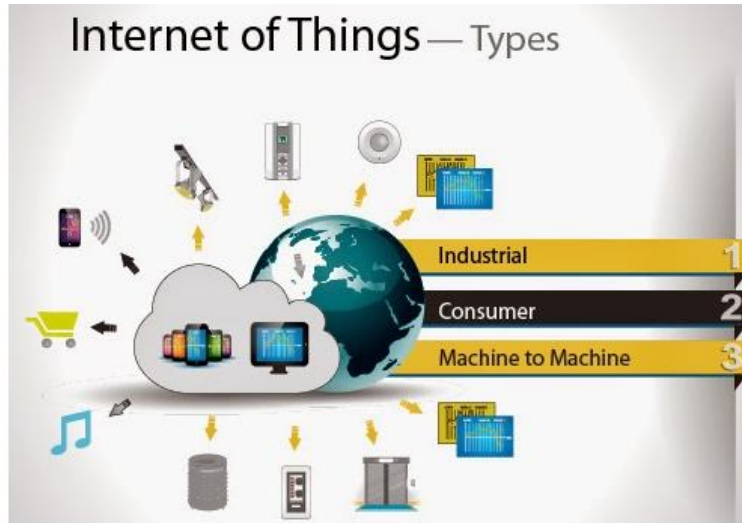 Internet of Things — Types
Industrial 1
Consumer 2
Machine to Machine 3